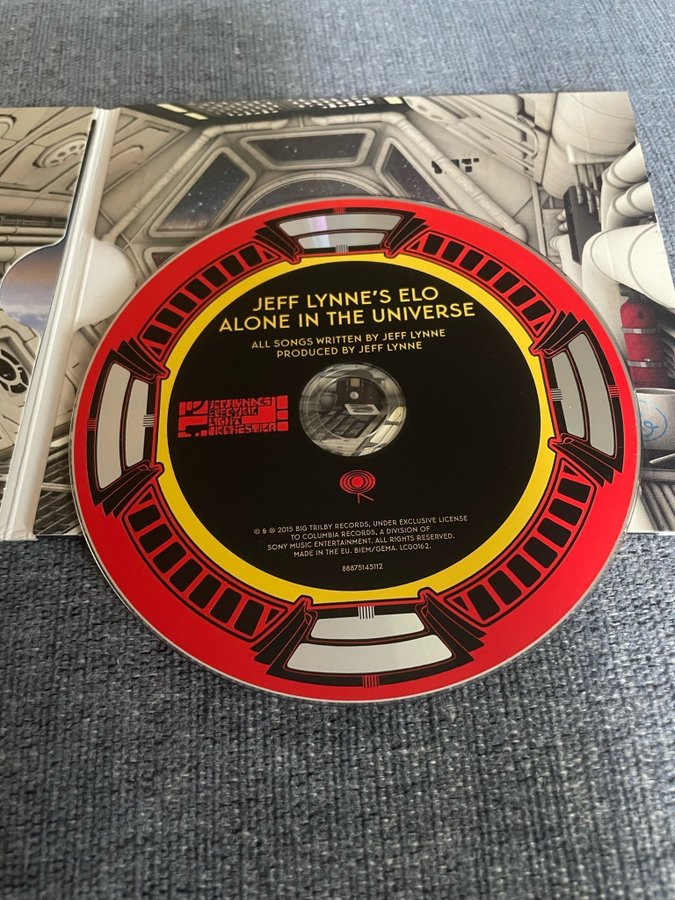 JEFF LYNNE'S ELO
ALONE IN THE UNIVERSE
ALL SONGS WRITTEN BY JEFF LYNNE
PRODUCED BY JEFF LYNNE
© & ℗ 2015 BIG TRILBY RECORDS, UNDER EXCLUSIVE LICENSE
TO COLUMBIA RECORDS, A DIVISION OF
SONY MUSIC ENTERTAINMENT. ALL RIGHTS RESERVED.
MADE IN THE EU. BIEM/GEMA. LC00162.
88875145112